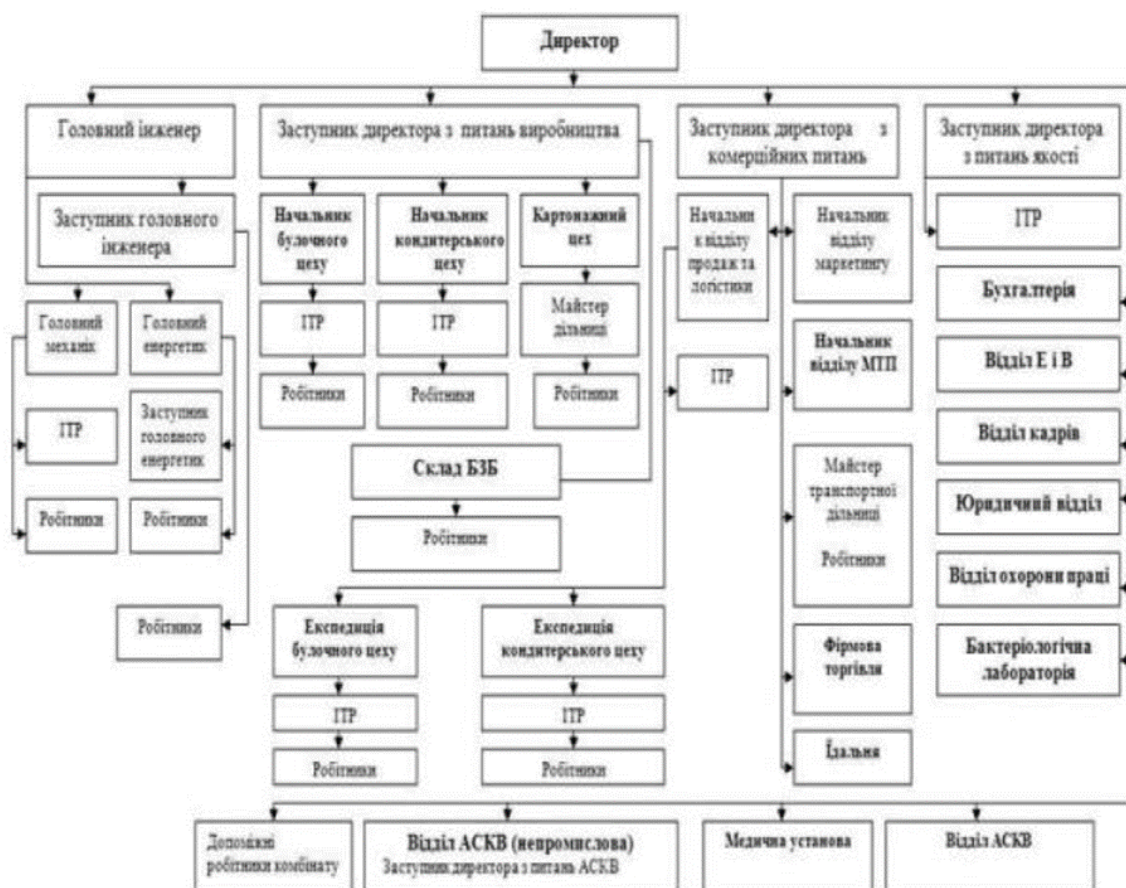 Директор
Головний інженер
Заступник директора з питань виробництва
Заступник директора з
комерційних питань
Заступник директора
з питань якості
Заступник головного
інженера
Начальник
булочного
цеху
Начальник
кондитерського
цеху
Картонажний
цех
Начальни
к відділу
продаж та
логістики
Начальник
відділу
маркетингу
ІТР
Головний
механік
Головний
енергетик
ІТР
ІТР
Майстер
дільниці
Бухгалтерія
Робітники
Робітники
Робітники
ІТР
Начальник
відділу МТП
Відділ Е і В
ІТР
Заступник
головного
енергетик
Склад БЗБ
Майстер
транспортної
дільниці
Робітники
Відділ кадрів
Робітники
Робітники
Робітники
Юридичний відділ
Відділ охорони праці
Робітники
Експедиція
булочного цеху
Експедиція
кондитерського цеху
Фірмова
торгівли
Бактеріологічна
лабораторія
ІТР
ІТР
Робітники
Робітники
Їдальня
Допоміжні
робітники комбінату
Відділ АСКВ (непромислова)
Заступник директора з питань АСКВ
Медична установа
Відділ АСКВ